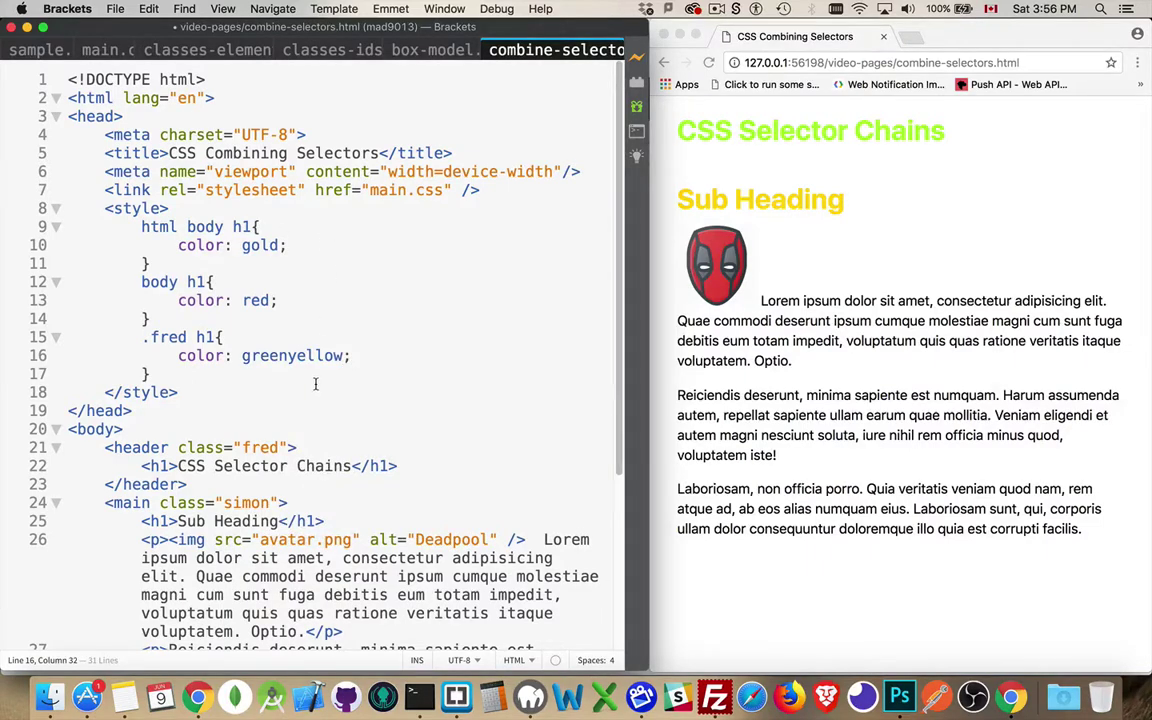 Brackets File Edit Find View Navigate Template Emmet Window Debug Help 100% Sat 3:56 PM
• video-pages/combine-selectors.html (mad9013) — Brackets
sample. main.c classes-elemen classes-ids box-model. combine-selecto
1 <!DOCTYPE html>
2 <html lang="en">
3 <head>
4 <meta charset="UTF-8">
5 <title>CSS Combining Selectors</title>
6 <meta name="viewport" content="width=device-width"/>
7 <link rel="stylesheet" href="main.css" />
8 <style>
9 html body h1{
10 color: gold;
11 }
12 body h1{
13 color: red;
14 }
15 .fred h1{
16 color: greenyellow;
17 }
18 </style>
19 </head>
20 <body>
21 <header class="fred">
22 <h1>CSS Selector Chains</h1>
23 </header>
24 <main class="simon">
25 <h1>Sub Heading</h1>
26 <p><img src="avatar.png" alt="Deadpool" /> Lorem
ipsum dolor sit amet, consectetur adipisicing
elit. Quae commodi deserunt ipsum cumque molestiae
magni cum sunt fuga debitis eum totam impedit,
voluptatum quis quas ratione veritatis itaque
voluptatem. Optio.</p>
27 <p>Reiciendis deserunt, minima sapiente est
Line 16, Column 32 — 31 Lines INS UTF-8 HTML Spaces: 4
CSS Combining Selectors
127.0.0.1:56198/video-pages/combine-selectors.html
Apps Click to run some s... Web Notification Im... Push API - Web API... »
CSS Selector Chains
Sub Heading
Lorem ipsum dolor sit amet, consectetur adipisicing elit.
Quae commodi deserunt ipsum cumque molestiae magni cum sunt fuga
debitis eum totam impedit, voluptatum quis quas ratione veritatis itaque
voluptatem. Optio.
Reiciendis deserunt, minima sapiente est numquam. Harum assumenda
autem, repellat sapiente ullam earum quae mollitia. Veniam eligendi et
autem magni nesciunt soluta, iure nihil rem officia minus quod,
voluptatem iste!
Laboriosam, non officia porro. Quia veritatis veniam quod nam, rem
atque ad, ab eos alias numquam eius. Laboriosam sunt, qui, corporis
ullam dolor consequuntur doloremque illo quia est corrupti facilis.